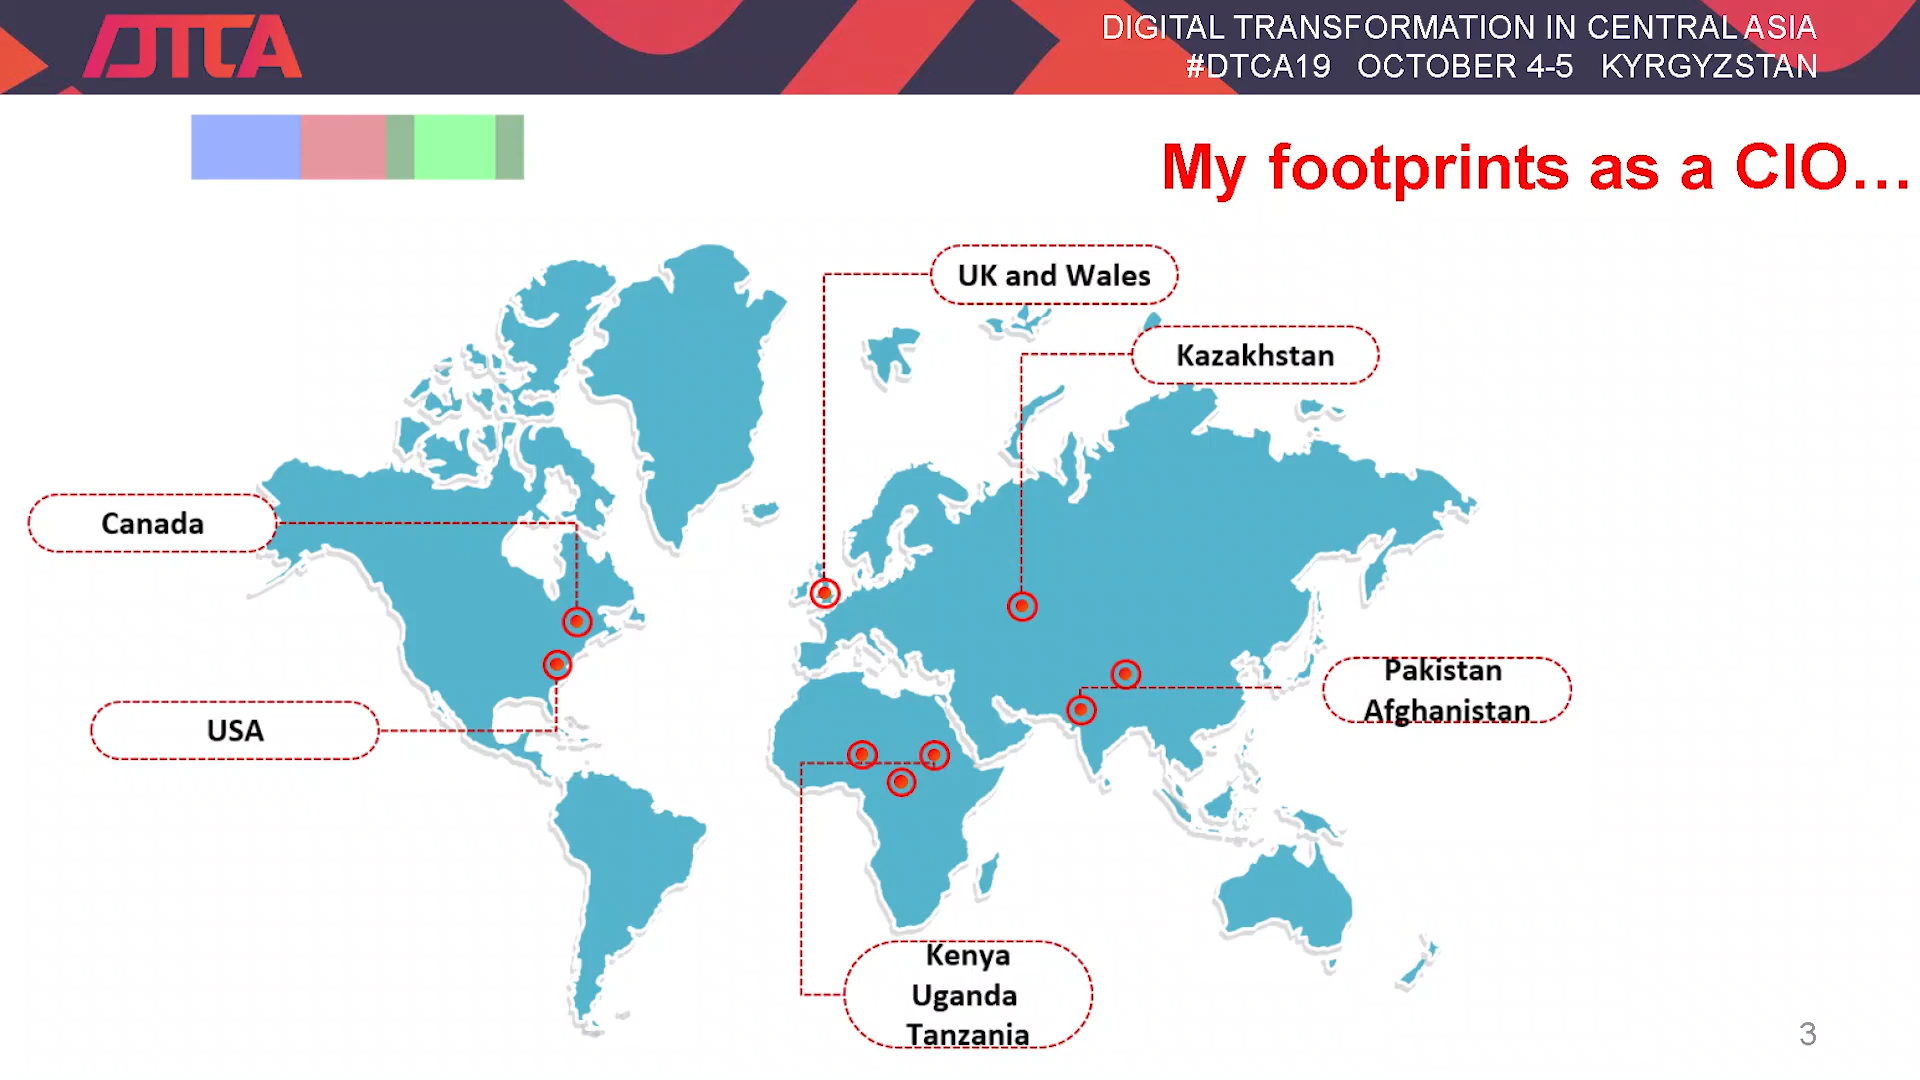 DTCA
DIGITAL TRANSFORMATION IN CENTRAL ASIA
#DTCA19 OCTOBER 4-5 KYRGYZSTAN
My footprints as a CIO...
UK and Wales
Kazakhstan
Canada
Pakistan
Afghanistan
USA
Kenya
Uganda
Tanzania
3